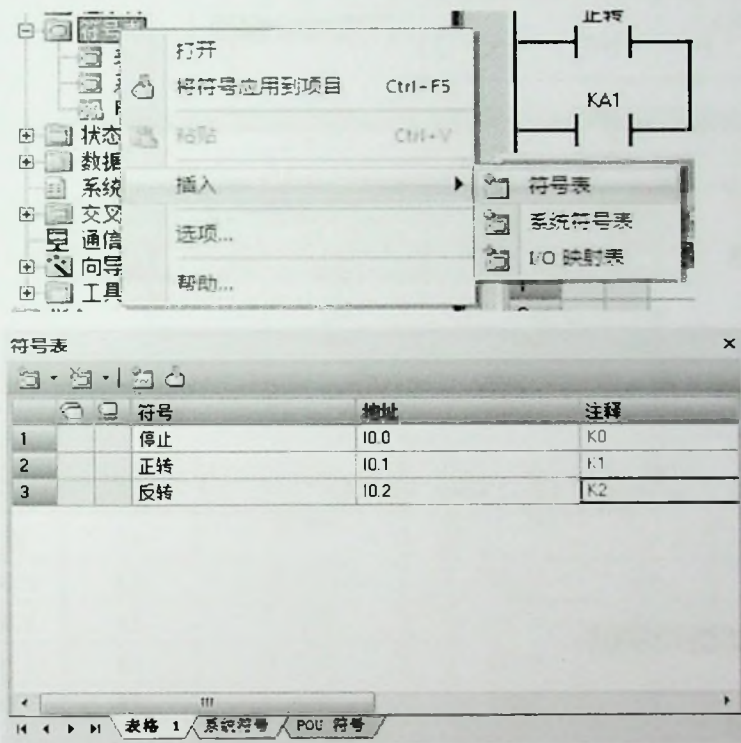 符号表
打开
将符号应用到项目 Ctrl+F5
粘贴 Ctrl+V
插入
选项...
帮助...
符号表
系统符号表
I/O 映射表
状态
数据
系统
交叉
通信
向导
工具
正转
KA1
符号表
符号 地址 注释
1 停止 I0.0 K0
2 正转 I0.1 K1
3 反转 I0.2 K2
表格 1 系统符号 POU 符号